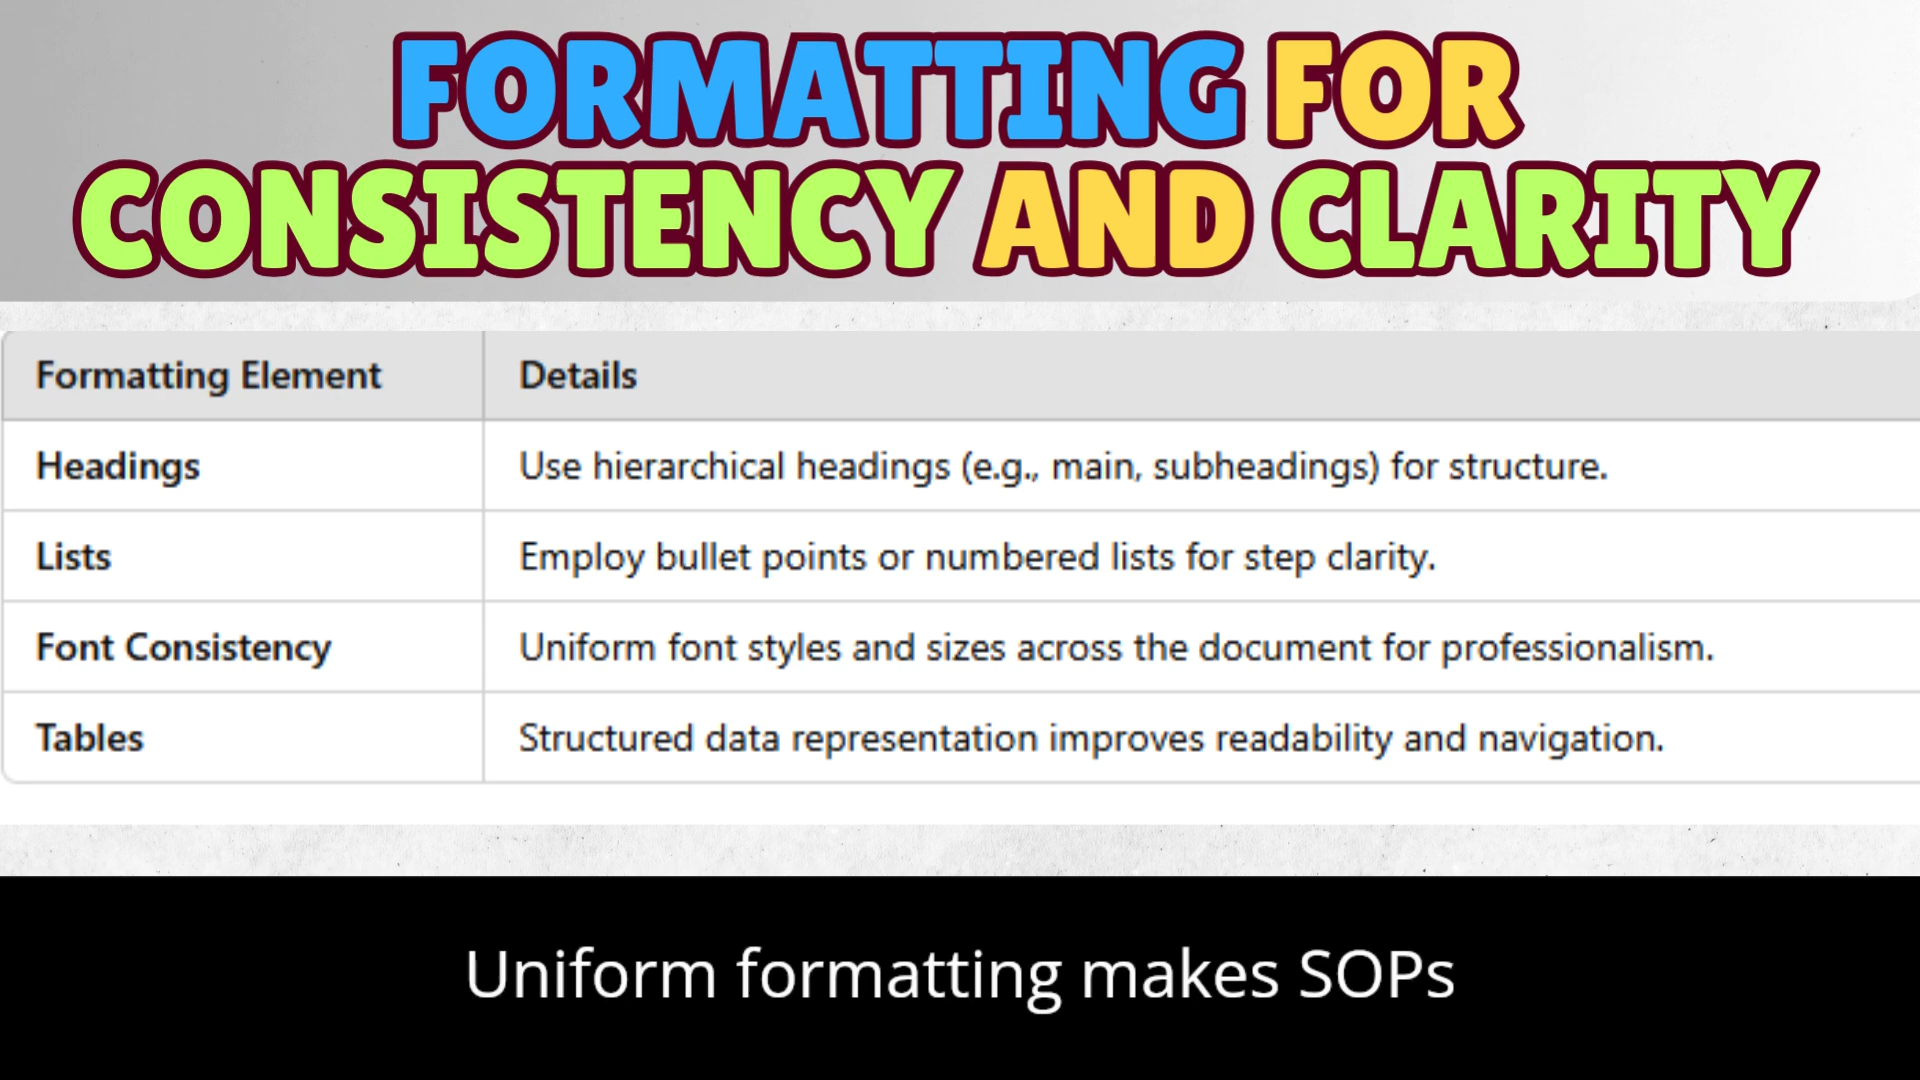 FORMATTING FOR
CONSISTENCY AND CLARITY
Formatting Element Details
Headings Use hierarchical headings (e.g., main, subheadings) for structure.
Lists Employ bullet points or numbered lists for step clarity.
Font Consistency Uniform font styles and sizes across the document for professionalism.
Tables Structured data representation improves readability and navigation.
Uniform formatting makes SOPs